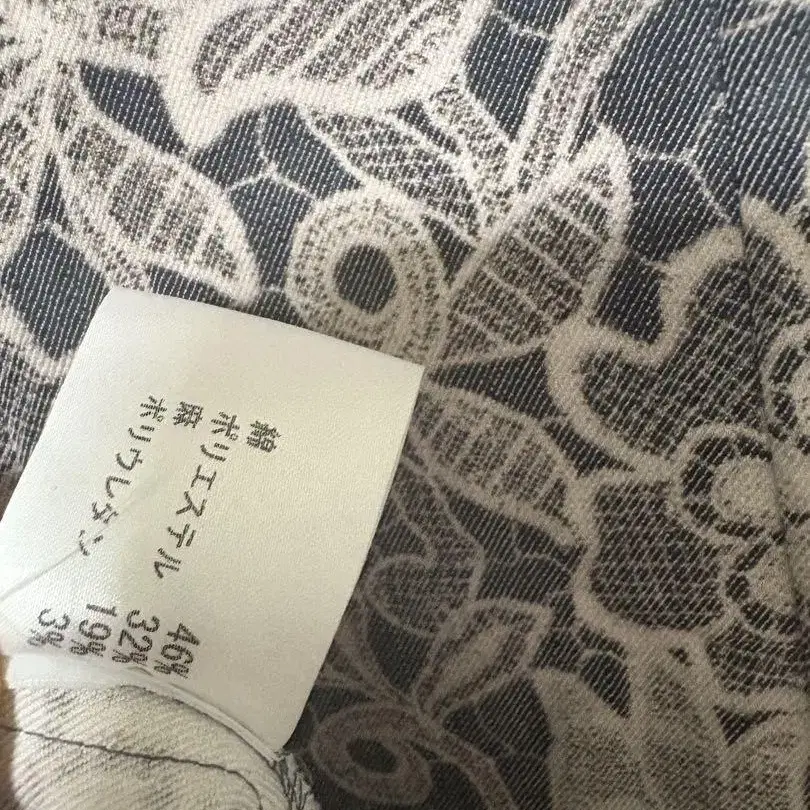 綿 46%
ポリエステル 32%
麻 19%
ポリウレタン 3%